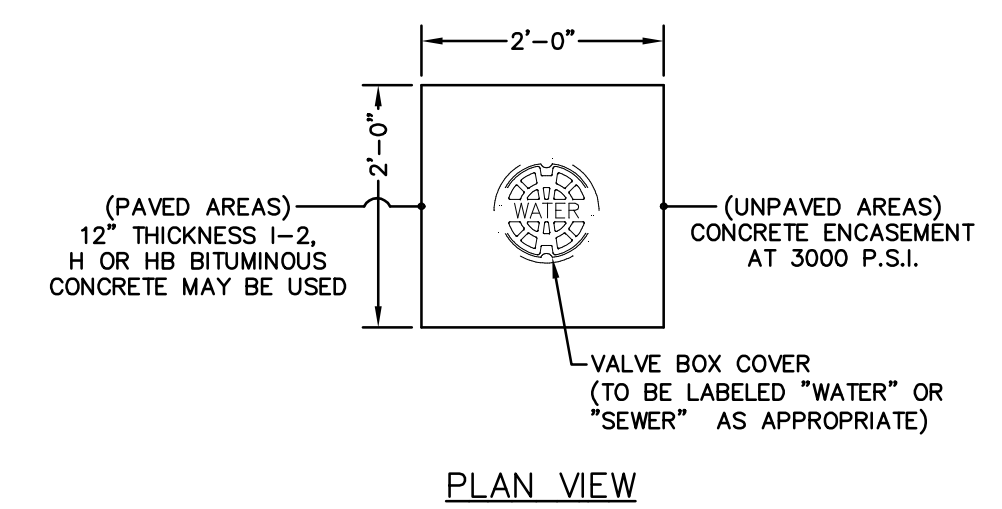 2'-0"
2'-0"
(PAVED AREAS)
12" THICKNESS I-2,
H OR HB BITUMINOUS
CONCRETE MAY BE USED
WATER
(UNPAVED AREAS)
CONCRETE ENCASEMENT
AT 3000 P.S.I.
VALVE BOX COVER
(TO BE LABELED "WATER" OR
"SEWER" AS APPROPRIATE)
PLAN VIEW